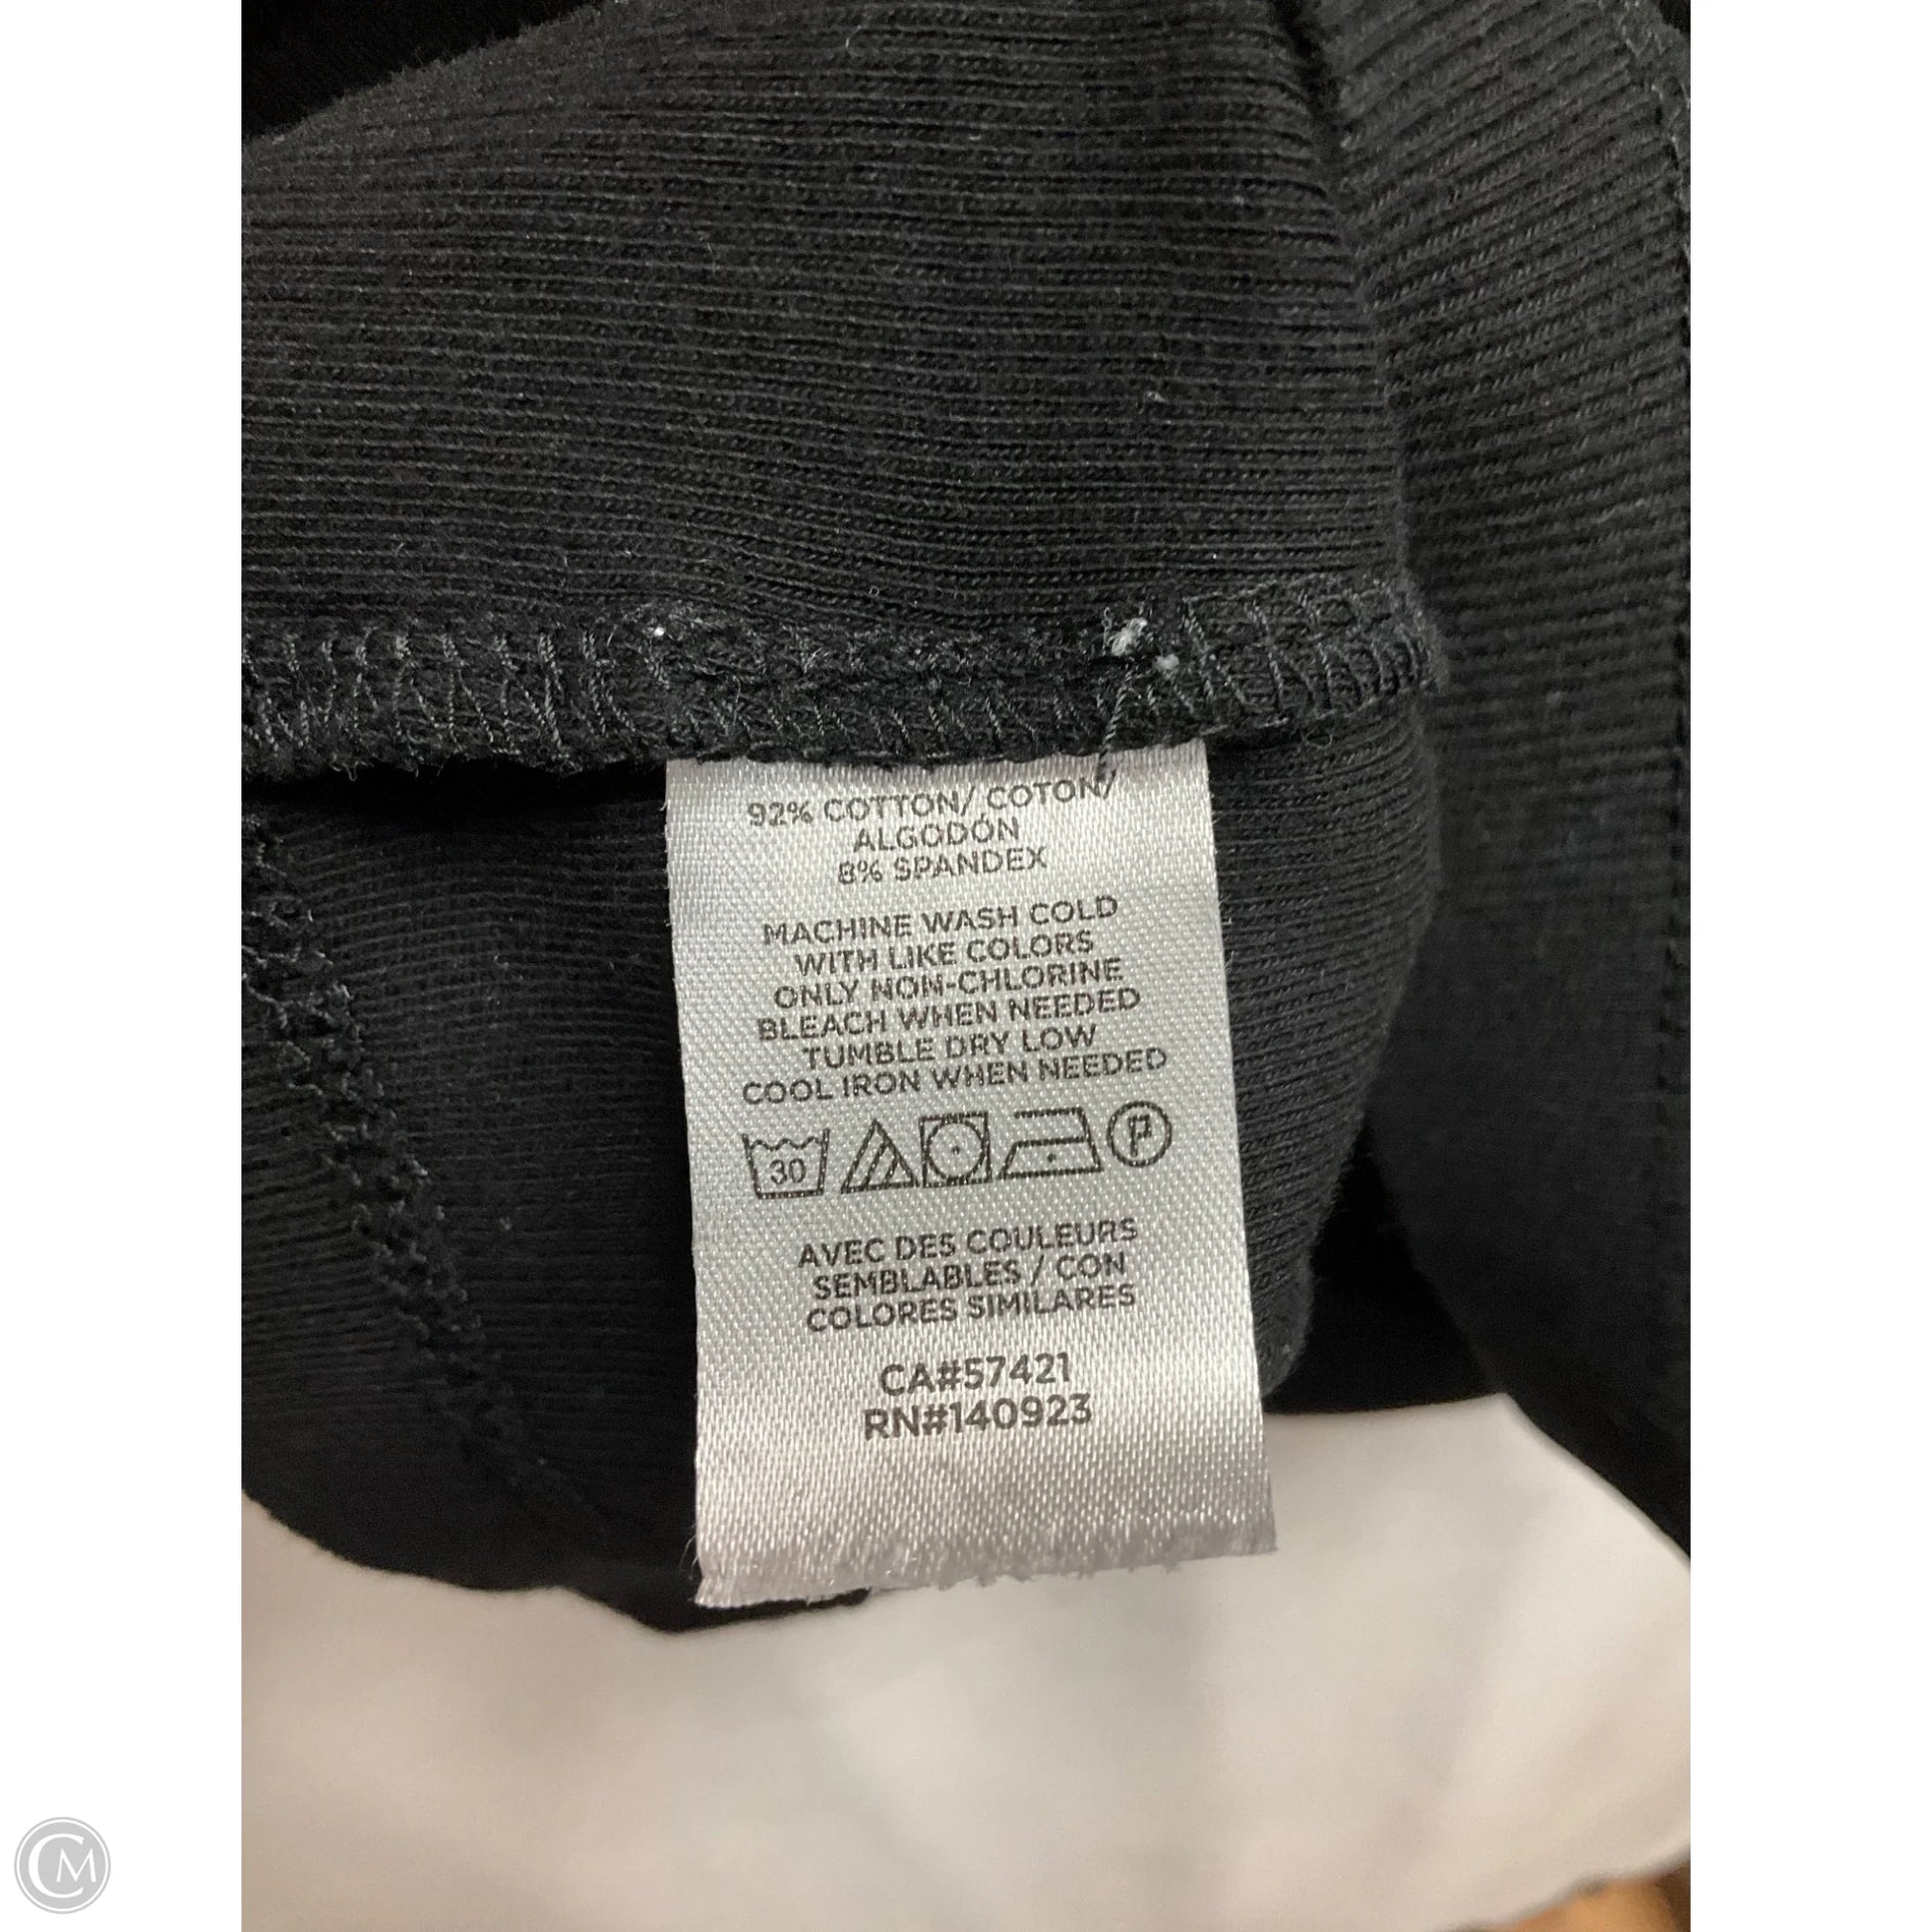 92% COTTON/ COTON/
ALGODÓN
8% SPANDEX
MACHINE WASH COLD
WITH LIKE COLORS
ONLY NON-CHLORINE
BLEACH WHEN NEEDED
TUMBLE DRY LOW
COOL IRON WHEN NEEDED
30 P
AVEC DES COULEURS
SEMBLABLES / CON
COLORES SIMILARES
CA#57421
RN#140923
CM